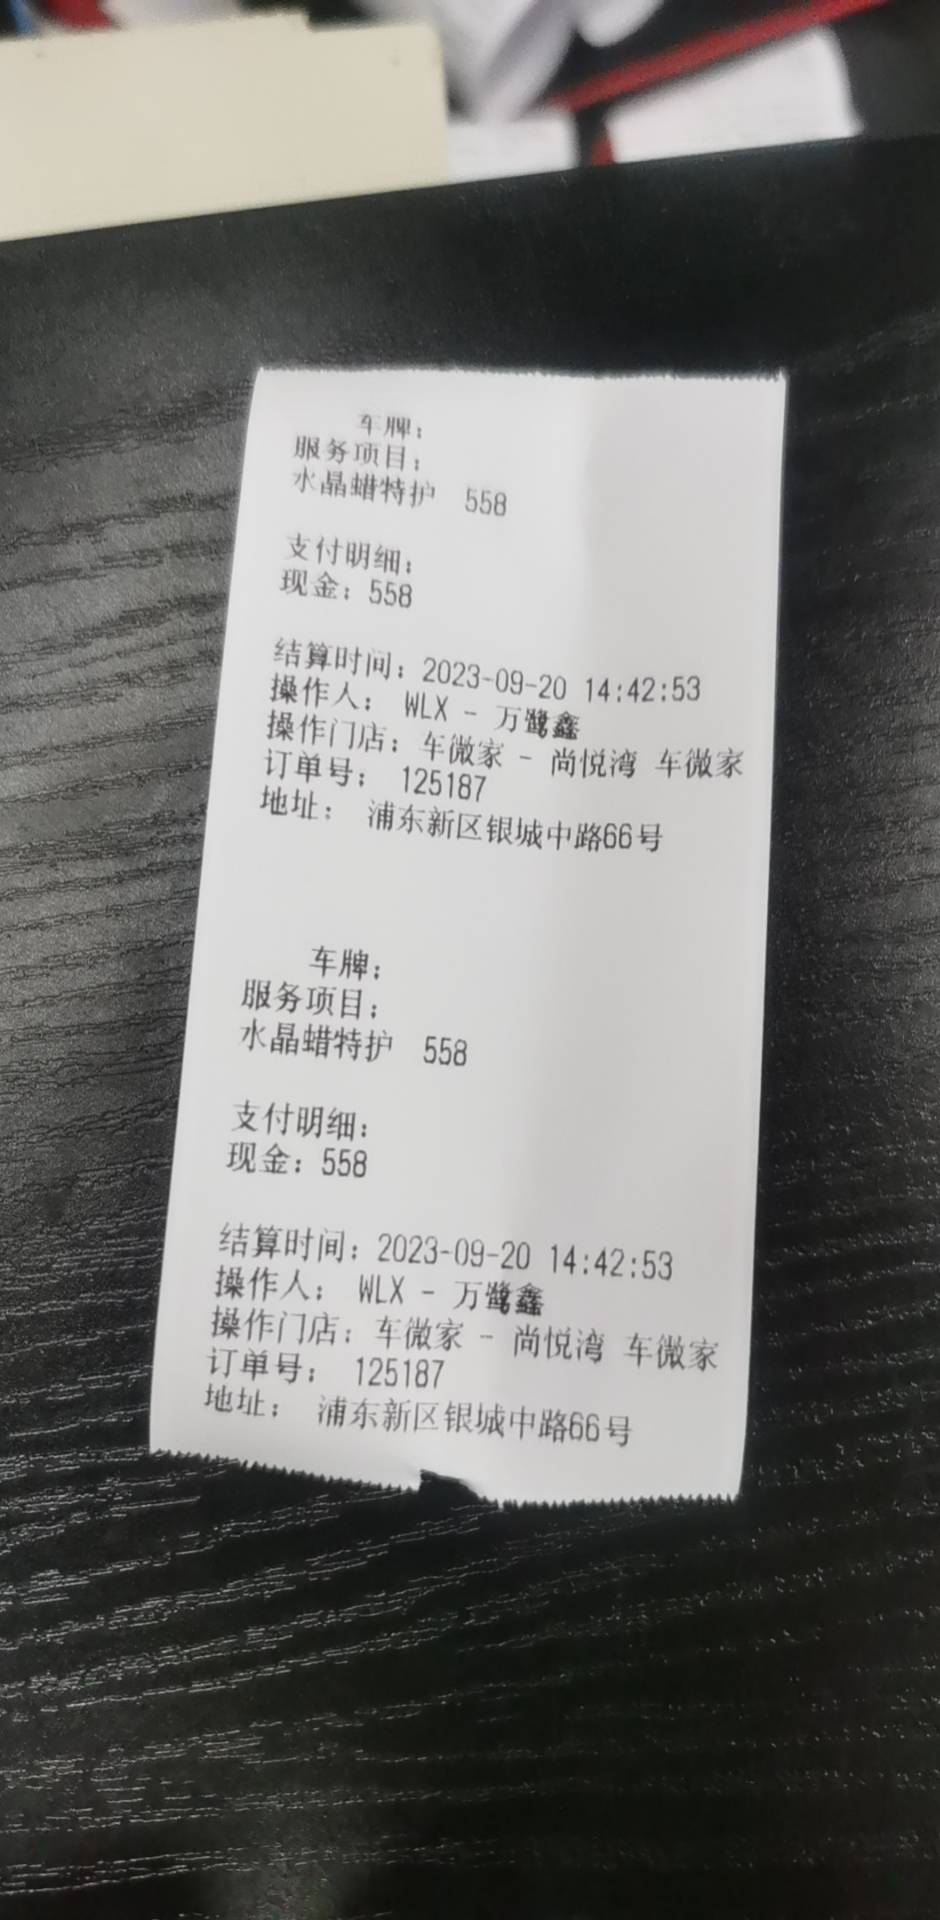 车牌:
服务项目:
水晶蜡特护 558
支付明细:
现金: 558
结算时间: 2023-09-20 14:42:53
操作人: WLX - 万鹭鑫
操作门店: 车微家 - 尚悦湾 车微家
订单号: 125187
地址: 浦东新区银城中路66号
车牌:
服务项目:
水晶蜡特护 558
支付明细:
现金: 558
结算时间: 2023-09-20 14:42:53
操作人: WLX - 万鹭鑫
操作门店: 车微家 - 尚悦湾 车微家
订单号: 125187
地址: 浦东新区银城中路66号